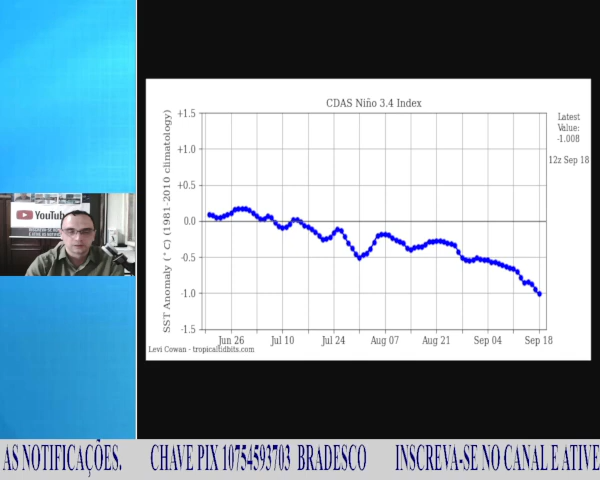 CDAS Niño 3.4 Index
SST Anomaly (°C) (1981-2010 climatology)
+1.5
+1.0
+0.5
0.0
-0.5
-1.0
-1.5
Jun 26
Jul 10
Jul 24
Aug 07
Aug 21
Sep 04
Sep 18
Latest
Value:
-1.008
12z Sep 18
Levi Cowan - tropicaltidbits.com
YouTube
AS NOTIFICAÇÕES. CHAVE PIX 10754593703 BRADESCO INSCREVA-SE NO CANAL E ATIVE